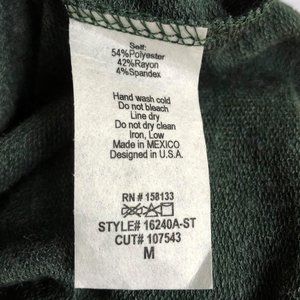 Self:
54%Polyester
42%Rayon
4%Spandex
Hand wash cold
Do not bleach
Line dry
Do not dry clean
Iron, Low
Made in MEXICO
Designed in U.S.A.
RN # 158133
STYLE# 16240A-ST
CUT# 107543
M